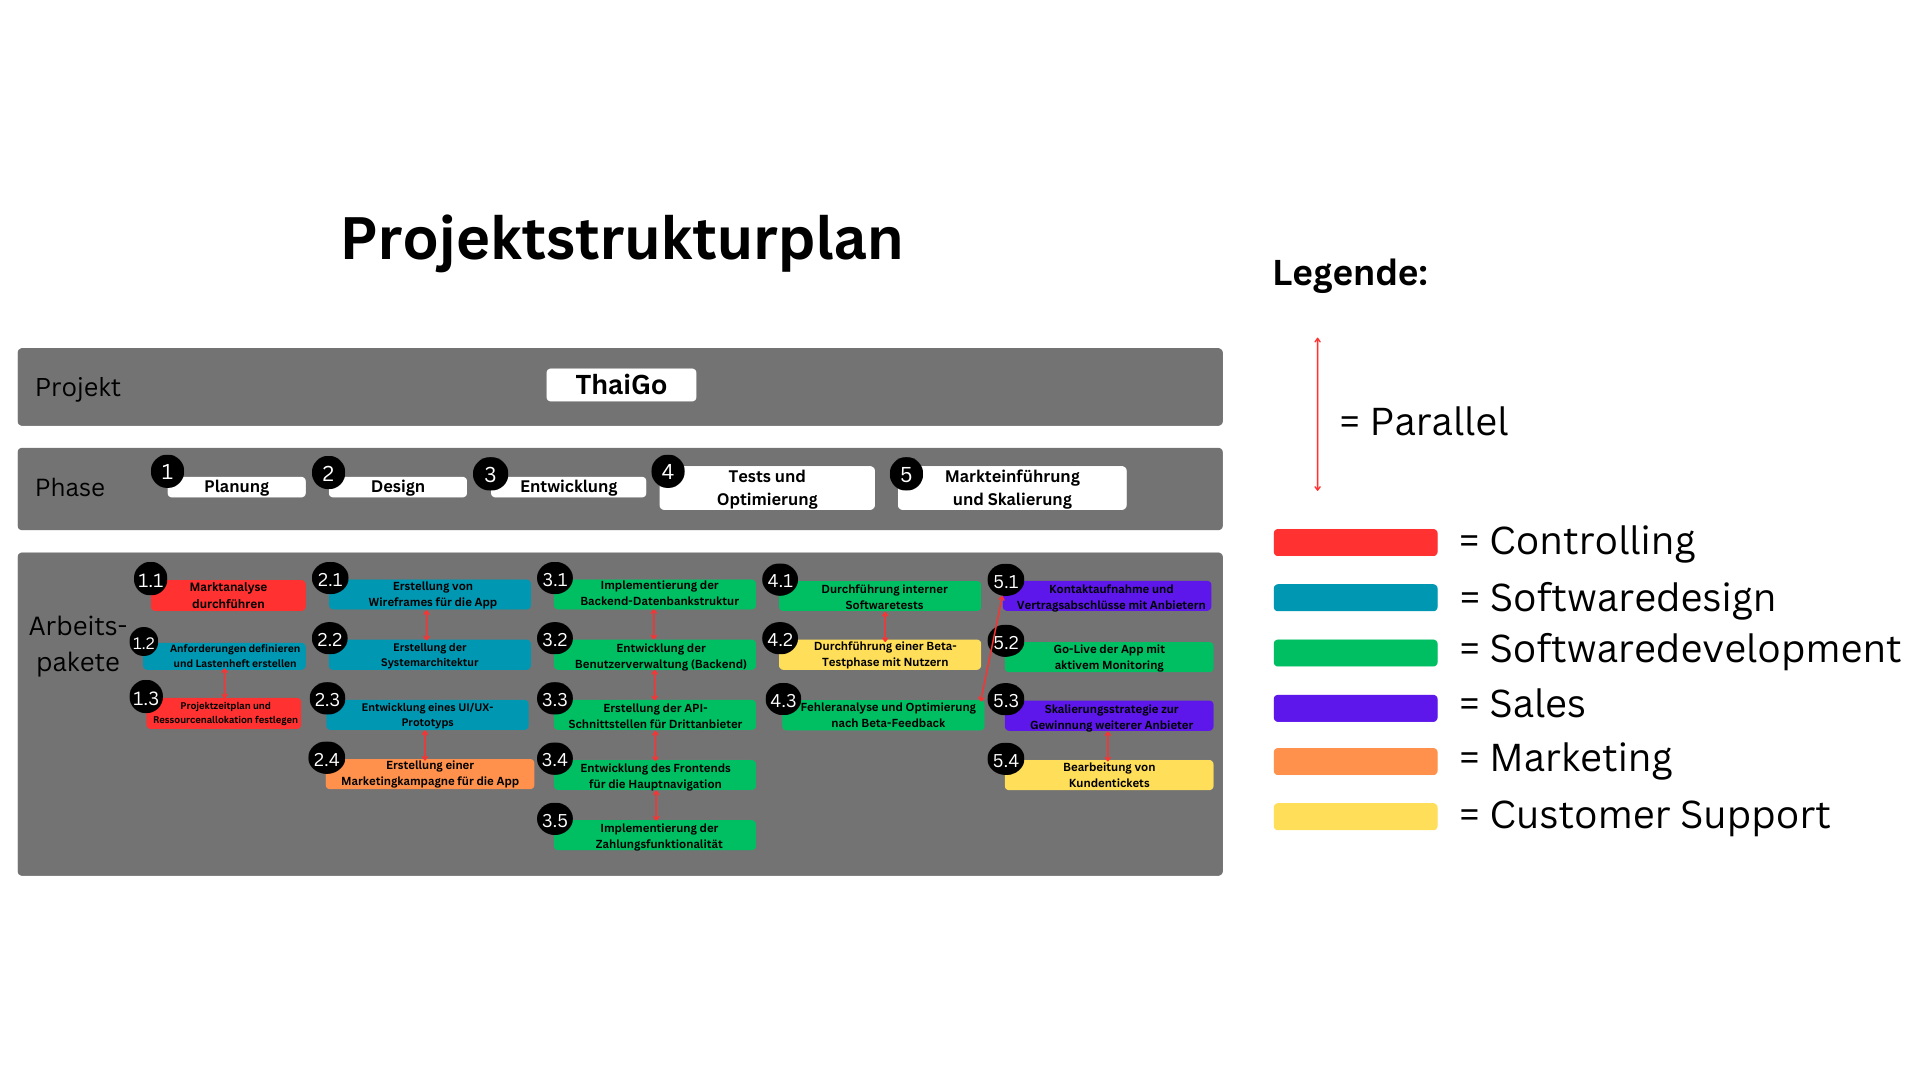 Projektstrukturplan
Projekt
ThaiGo
Phase
1
Planung
2
Design
3
Entwicklung
4
Tests und
Optimierung
5
Markteinführung
und Skalierung
Arbeits-
pakete
1.1
Marktanalyse
durchführen
1.2
Anforderungen definieren
und Lastenheft erstellen
1.3
Projektzeitplan und
Ressourcenallokation festlegen
2.1
Erstellung von
Wireframes für die App
2.2
Erstellung der
Systemarchitektur
2.3
Entwicklung eines UI/UX-
Prototyps
2.4
Erstellung einer
Marketingkampagne für die App
3.1
Implementierung der
Backend-Datenbankstruktur
3.2
Entwicklung der
Benutzerverwaltung (Backend)
3.3
Erstellung der API-
Schnittstellen für Drittanbieter
3.4
Entwicklung des Frontends
für die Hauptnavigation
3.5
Implementierung der
Zahlungsfunktionalität
4.1
Durchführung interner
Softwaretests
4.2
Durchführung einer Beta-
Testphase mit Nutzern
4.3
Fehleranalyse und Optimierung
nach Beta-Feedback
5.1
Kontaktaufnahme und
Vertragsabschlüsse mit Anbietern
5.2
Go-Live der App mit
aktivem Monitoring
5.3
Skalierungsstrategie zur
Gewinnung weiterer Anbieter
5.4
Bearbeitung von
Kundentickets
Legende:
= Parallel
= Controlling
= Softwaredesign
= Softwaredevelopment
= Sales
= Marketing
= Customer Support